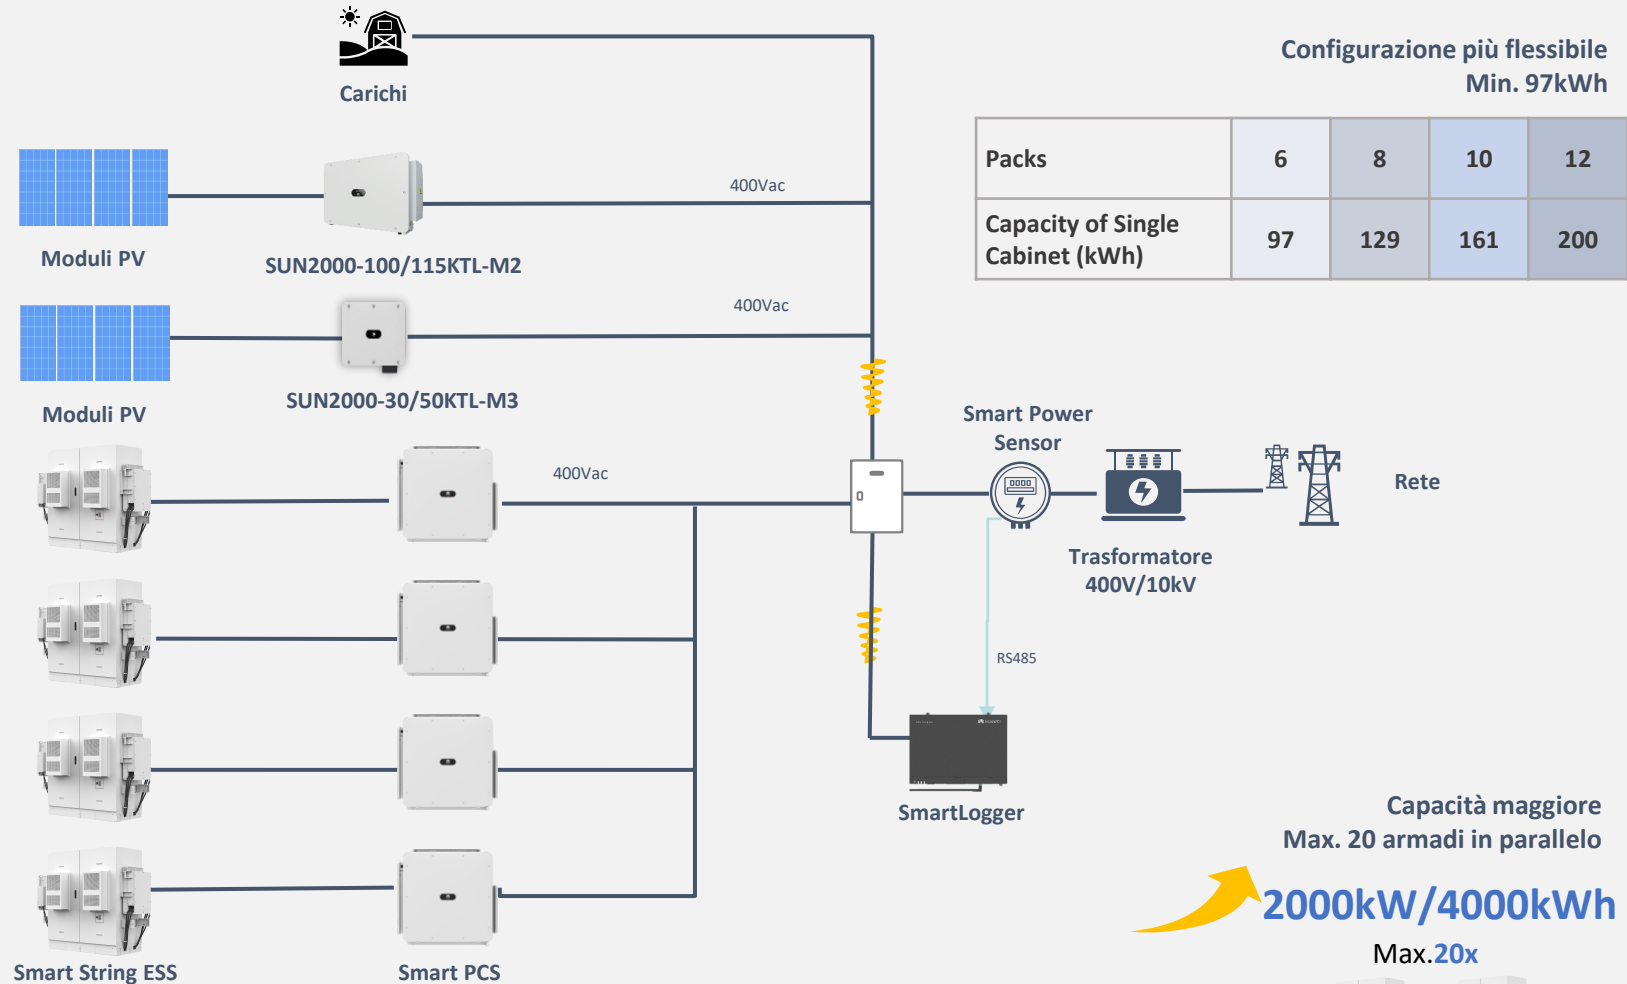 Carichi
Configurazione più flessibile
Min. 97kWh
Packs 6 8 10 12
Capacity of Single
Cabinet (kWh) 97 129 161 200
400Vac
Moduli PV
SUN2000-100/115KTL-M2
400Vac
Moduli PV
SUN2000-30/50KTL-M3
400Vac
Smart Power
Sensor
Rete
Trasformatore
400V/10kV
RS485
SmartLogger
Capacità maggiore
Max. 20 armadi in parallelo
2000kW/4000kWh
Max.20x
Smart String ESS
Smart PCS